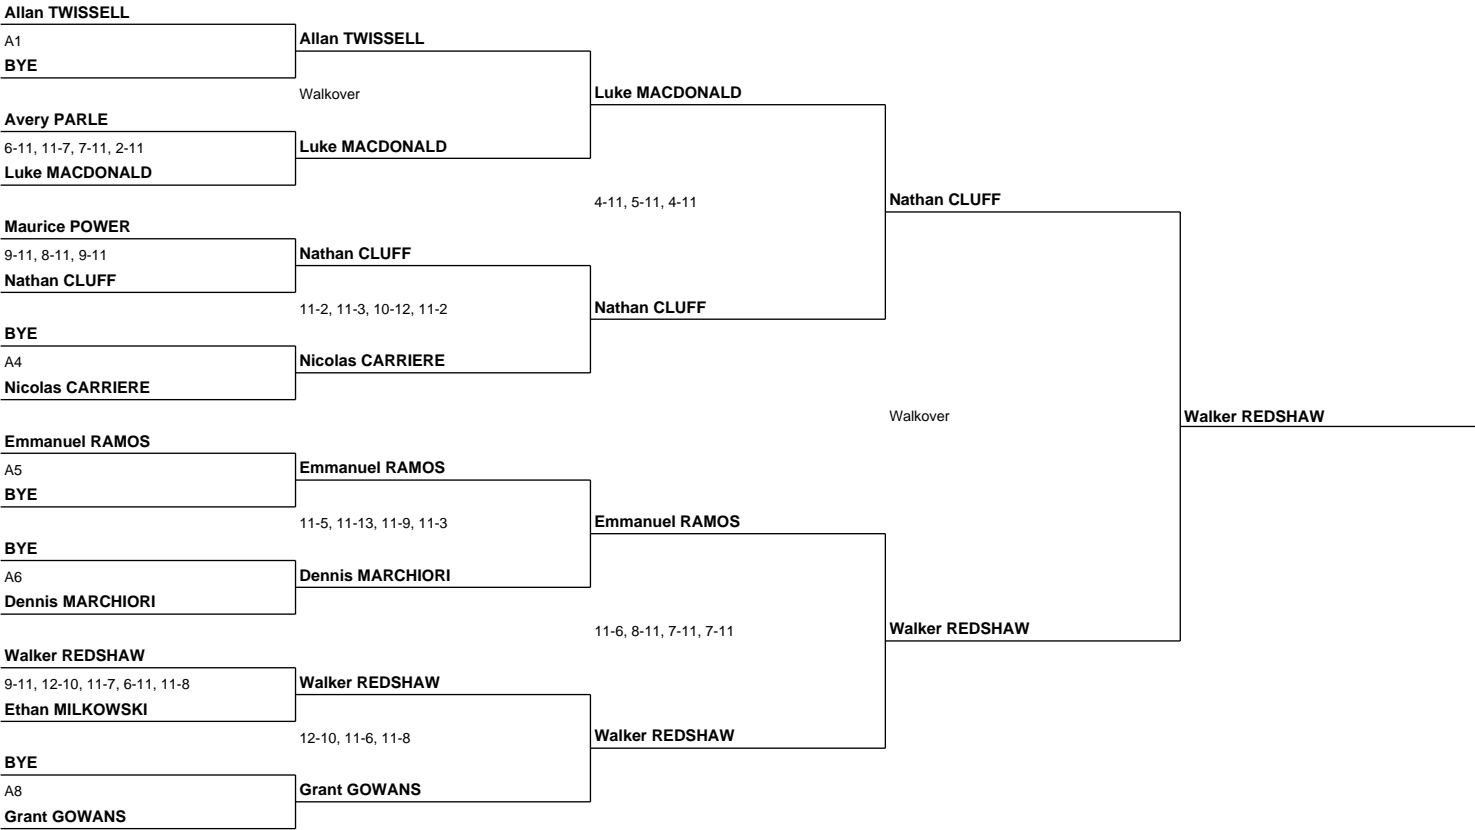 Allan TWISSELL
A1
BYE
Avery PARLE
6-11, 11-7, 7-11, 2-11
Luke MACDONALD
Maurice POWER
9-11, 8-11, 9-11
Nathan CLUFF
BYE
A4
Nicolas CARRIERE
Emmanuel RAMOS
A5
BYE
BYE
A6
Dennis MARCHIORI
Walker REDSHAW
9-11, 12-10, 11-7, 6-11, 11-8
Ethan MILKOWSKI
BYE
A8
Grant GOWANS
Allan TWISSELL
Walkover
Luke MACDONALD
Nathan CLUFF
11-2, 11-3, 10-12, 11-2
Nicolas CARRIERE
Emmanuel RAMOS
11-5, 11-13, 11-9, 11-3
Dennis MARCHIORI
Walker REDSHAW
12-10, 11-6, 11-8
Grant GOWANS
Luke MACDONALD
4-11, 5-11, 4-11
Nathan CLUFF
Emmanuel RAMOS
11-6, 8-11, 7-11, 7-11
Walker REDSHAW
Nathan CLUFF
Walkover
Walker REDSHAW
Walker REDSHAW